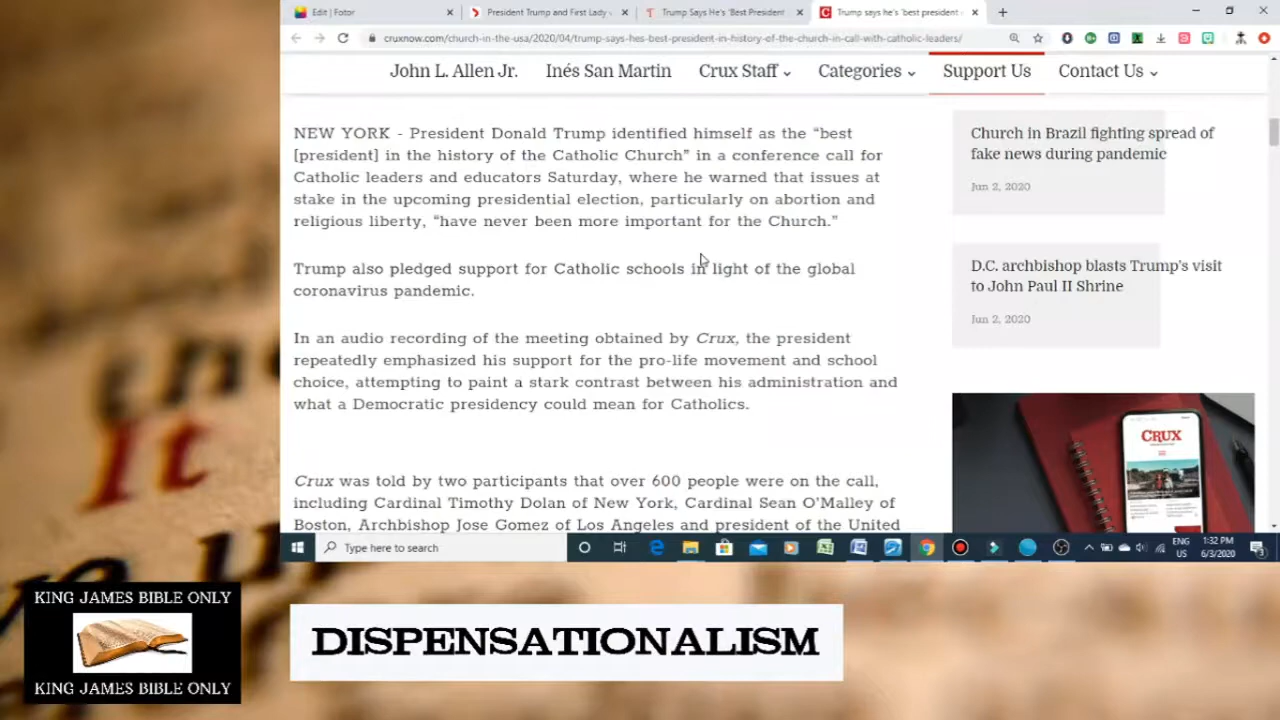 Edit | Fotor
President Trump and First Lady
Trump Says He's 'Best President'
Trump says he's 'best president
cruxnow.com/church-in-the-usa/2020/04/trump-says-hes-best-president-in-history-of-the-church-in-call-with-catholic-leaders/
John L. Allen Jr. Inés San Martin Crux Staff Categories Support Us Contact Us
NEW YORK - President Donald Trump identified himself as the “best
[president] in the history of the Catholic Church” in a conference call for
Catholic leaders and educators Saturday, where he warned that issues at
stake in the upcoming presidential election, particularly on abortion and
religious liberty, “have never been more important for the Church.”
Trump also pledged support for Catholic schools in light of the global
coronavirus pandemic.
In an audio recording of the meeting obtained by Crux, the president
repeatedly emphasized his support for the pro-life movement and school
choice, attempting to paint a stark contrast between his administration and
what a Democratic presidency could mean for Catholics.
Crux was told by two participants that over 600 people were on the call,
including Cardinal Timothy Dolan of New York, Cardinal Sean O’Malley of
Boston, Archbishop Jose Gomez of Los Angeles and president of the United
Church in Brazil fighting spread of
fake news during pandemic
Jun 2, 2020
D.C. archbishop blasts Trump’s visit
to John Paul II Shrine
Jun 2, 2020
CRUX
Type here to search
ENG
US
1:32 PM
6/3/2020
It
KING JAMES BIBLE ONLY
KING JAMES BIBLE ONLY
DISPENSATIONALISM